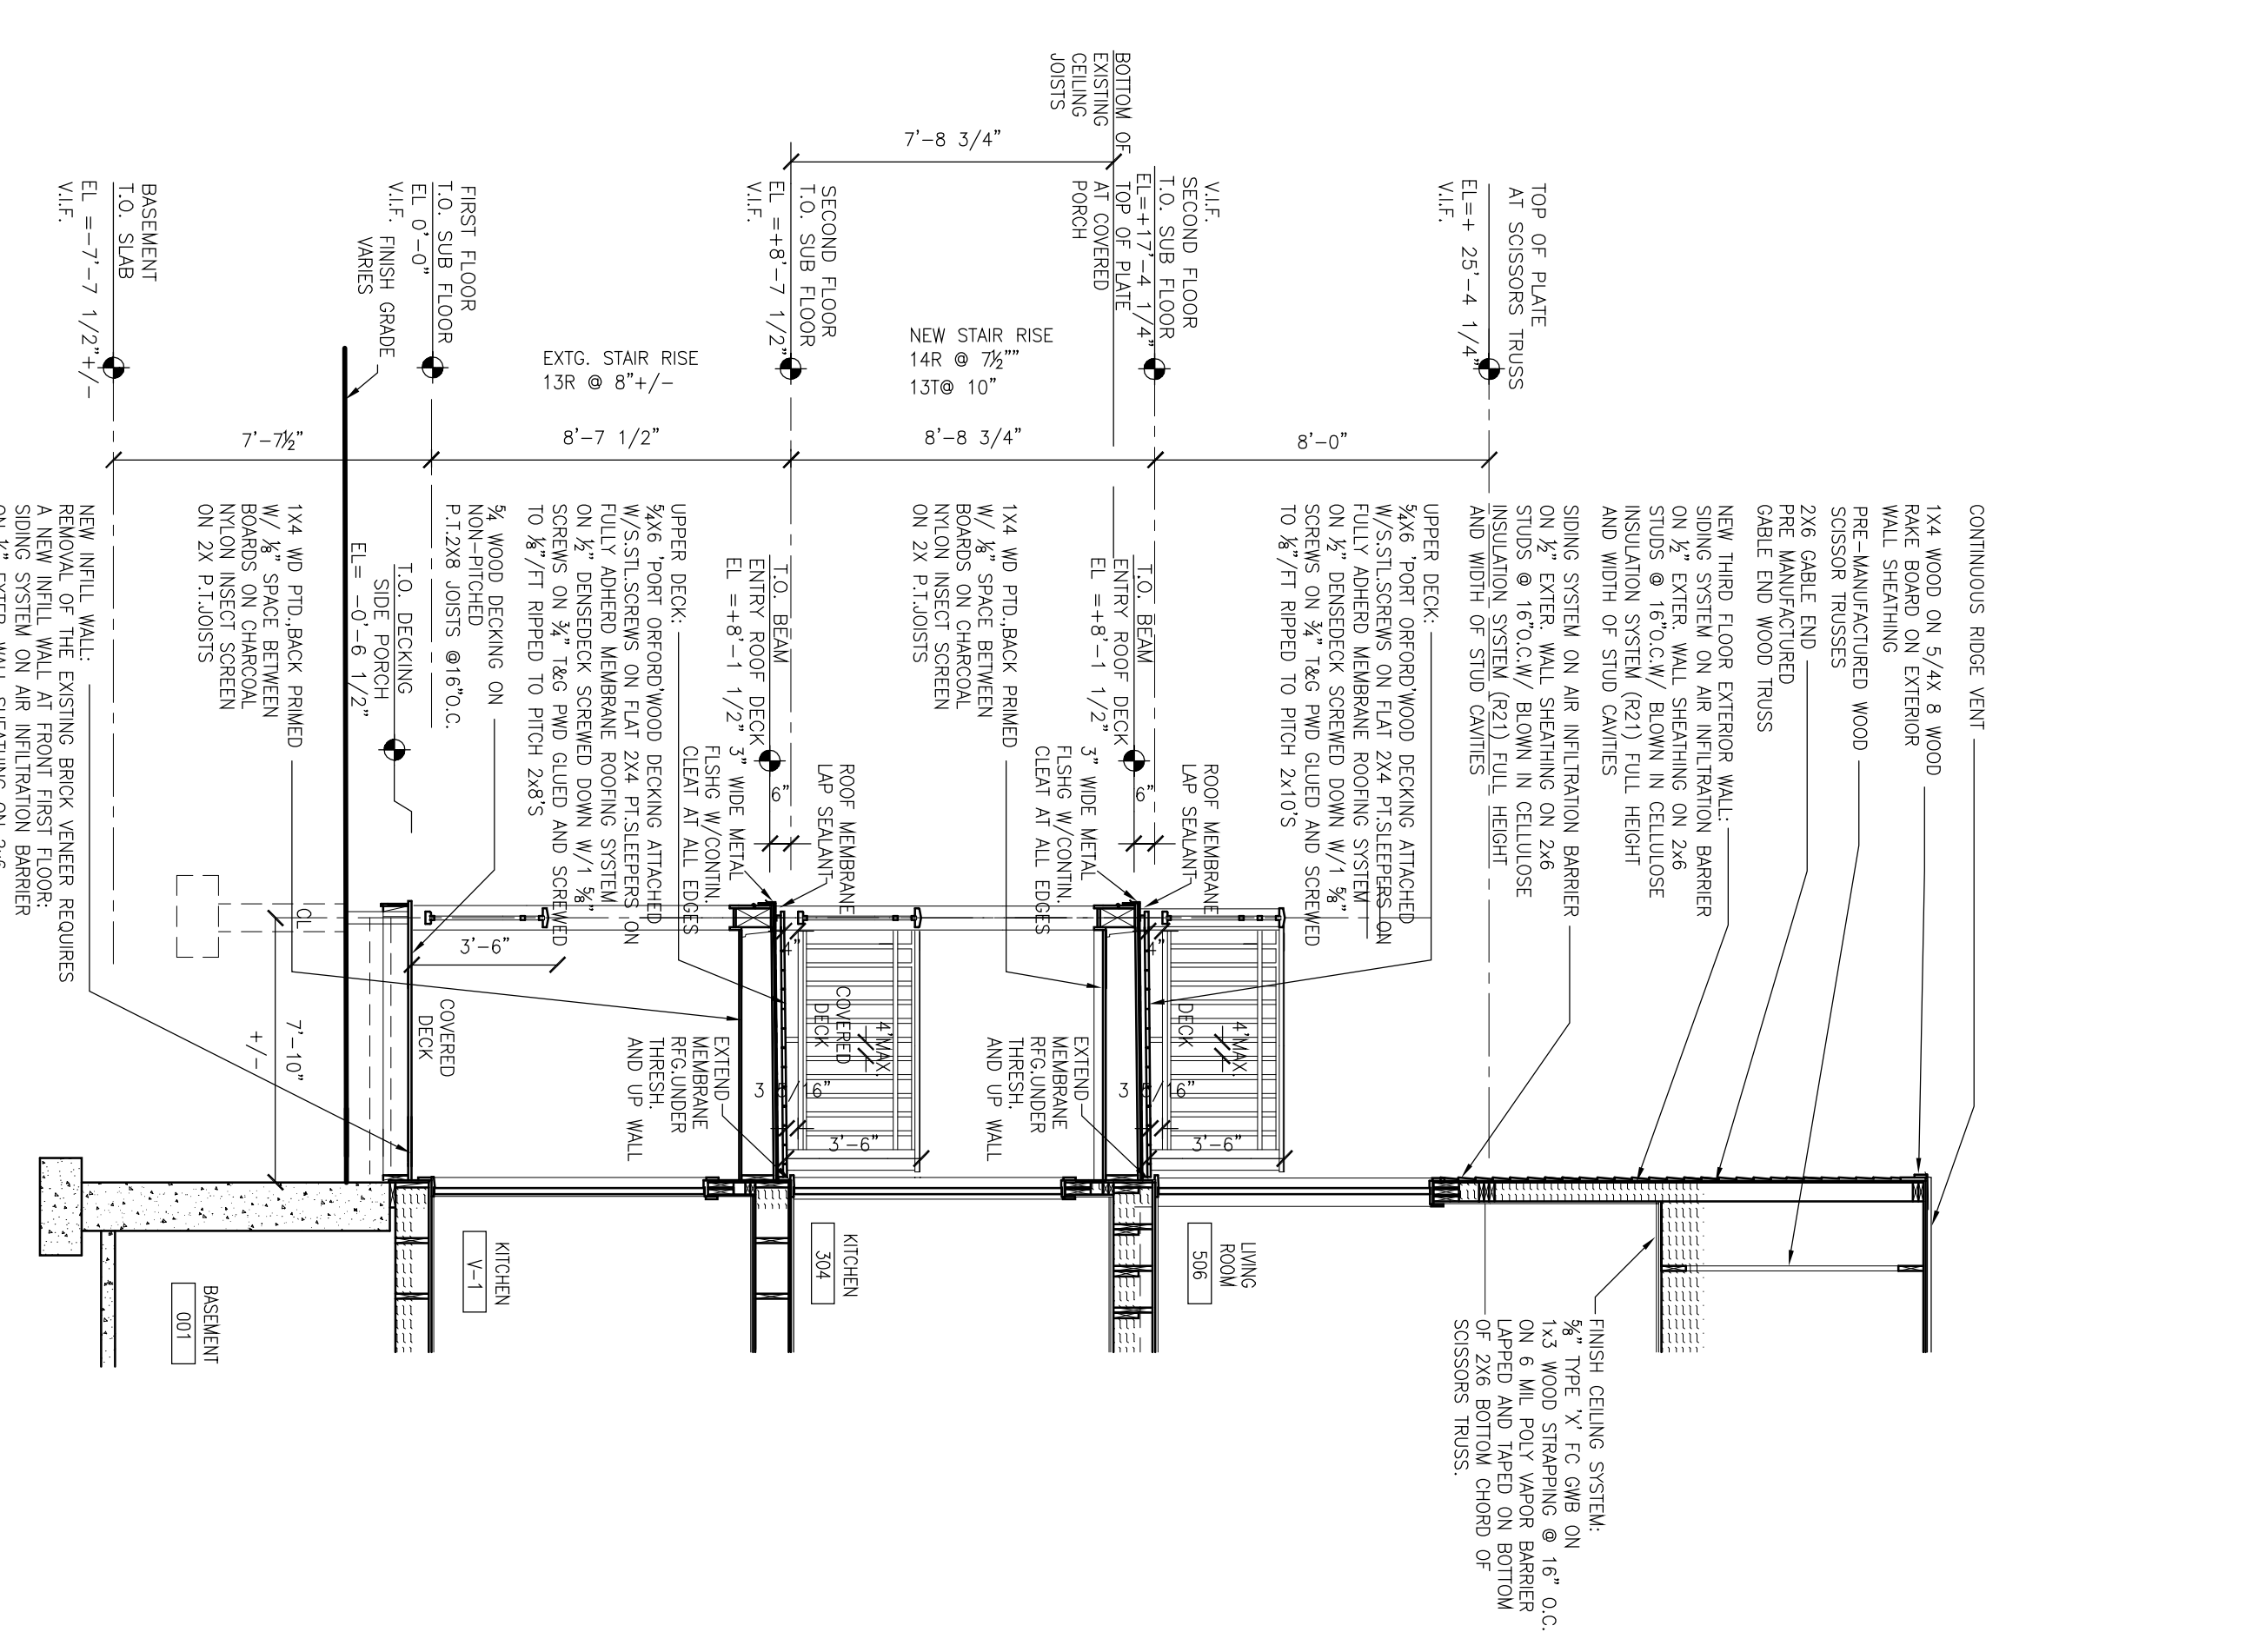 CONTINUOUS RIDGE VENT
1X4 WOOD ON 5/4X 8 WOOD
RAKE BOARD ON EXTERIOR
WALL SHEATHING
PRE-MANUFACTURED WOOD
SCISSOR TRUSSES
2X6 GABLE END
PRE MANUFACTURED
GABLE END WOOD TRUSS
NEW THIRD FLOOR EXTERIOR WALL:
SIDING SYSTEM ON AIR INFILTRATION BARRIER
ON ½" EXTER. WALL SHEATHING ON 2x6
STUDS @ 16"O.C.W/ BLOWN IN CELLULOSE
INSULATION SYSTEM (R21) FULL HEIGHT
AND WIDTH OF STUD CAVITIES
SIDING SYSTEM ON AIR INFILTRATION BARRIER
ON ½" EXTER. WALL SHEATHING ON 2x6
STUDS @ 16"O.C.W/ BLOWN IN CELLULOSE
INSULATION SYSTEM (R21) FULL HEIGHT
AND WIDTH OF STUD CAVITIES
TOP OF PLATE
AT SCISSORS TRUSS
EL=+ 25'-4 1/4"
V.I.F.
8'-0"
FINISH CEILING SYSTEM:
⅝" TYPE 'X' FC GWB ON
1x3 WOOD STRAPPING @ 16" O.C.
ON 6 MIL POLY VAPOR BARRIER
LAPPED AND TAPED ON BOTTOM
OF 2X6 BOTTOM CHORD OF
SCISSORS TRUSS.
UPPER DECK:
5/4X6 'PORT ORFORD'WOOD DECKING ATTACHED
W/S.STL.SCREWS ON FLAT 2X4 PT.SLEEPERS ON
FULLY ADHERD MEMBRANE ROOFING SYSTEM
ON ½" DENSEDECK SCREWED DOWN W/1 ⅝"
SCREWS ON ¾" T&G PWD GLUED AND SCREWED
TO ⅛"/FT RIPPED TO PITCH 2x10'S
V.I.F.
SECOND FLOOR
T.O. SUB FLOOR
EL=+17'-4 1/4"
BOTTOM OF
EXISTING
CEILING
JOISTS
TOP OF PLATE
AT COVERED
PORCH
7'-8 3/4"
NEW STAIR RISE
14R @ 7½""
13T@ 10"
8'-8 3/4"
ROOF MEMBRANE
LAP SEALANT
T.O. BEAM
ENTRY ROOF DECK
EL =+8'-1 1/2"
6"
3" WIDE METAL
FLSHG W/CONTIN.
CLEAT AT ALL EDGES
1X4 WD PTD.,BACK PRIMED
W/ ⅛" SPACE BETWEEN
BOARDS ON CHARCOAL
NYLON INSECT SCREEN
ON 2X P.T.JOISTS
4'MAX.
DECK
4"
3'-6"
EXTEND
MEMBRANE
RFG.UNDER
THRESH.
AND UP WALL
LIVING
ROOM
506
SECOND FLOOR
T.O. SUB FLOOR
EL =+8'-7 1/2"
V.I.F.
EXTG. STAIR RISE
13R @ 8"+/-
8'-7 1/2"
ROOF MEMBRANE
LAP SEALANT
T.O. BEAM
ENTRY ROOF DECK
EL =+8'-1 1/2"
6"
3" WIDE METAL
FLSHG W/CONTIN.
CLEAT AT ALL EDGES
UPPER DECK:
5/4X6 'PORT ORFORD'WOOD DECKING ATTACHED
W/S.STL.SCREWS ON FLAT 2X4 PT.SLEEPERS ON
FULLY ADHERD MEMBRANE ROOFING SYSTEM
ON ½" DENSEDECK SCREWED DOWN W/1 ⅝"
SCREWS ON ¾" T&G PWD GLUED AND SCREWED
TO ⅛"/FT RIPPED TO PITCH 2x8'S
4'MAX.
COVERED
DECK
4"
3'-6"
EXTEND
MEMBRANE
RFG.UNDER
THRESH.
AND UP WALL
KITCHEN
304
FIRST FLOOR
T.O. SUB FLOOR
EL 0'-0"
V.I.F.
5/4 WOOD DECKING ON
NON-PITCHED
P.T.2X8 JOISTS @16"O.C.
T.O. DECKING
SIDE PORCH
EL= -0'-6 1/2"
3'-6"
COVERED
DECK
KITCHEN
V-1
FINISH GRADE
VARIES
7'-7½"
1X4 WD PTD.,BACK PRIMED
W/ ⅛" SPACE BETWEEN
BOARDS ON CHARCOAL
NYLON INSECT SCREEN
ON 2X P.T.JOISTS
CL
7'-10"
+/-
BASEMENT
T.O. SLAB
EL =-7'-7 1/2"+/-
V.I.F.
BASEMENT
001
NEW INFILL WALL:
REMOVAL OF THE EXISTING BRICK VENEER REQUIRES
A NEW INFILL WALL AT FRONT FIRST FLOOR:
SIDING SYSTEM ON AIR INFILTRATION BARRIER